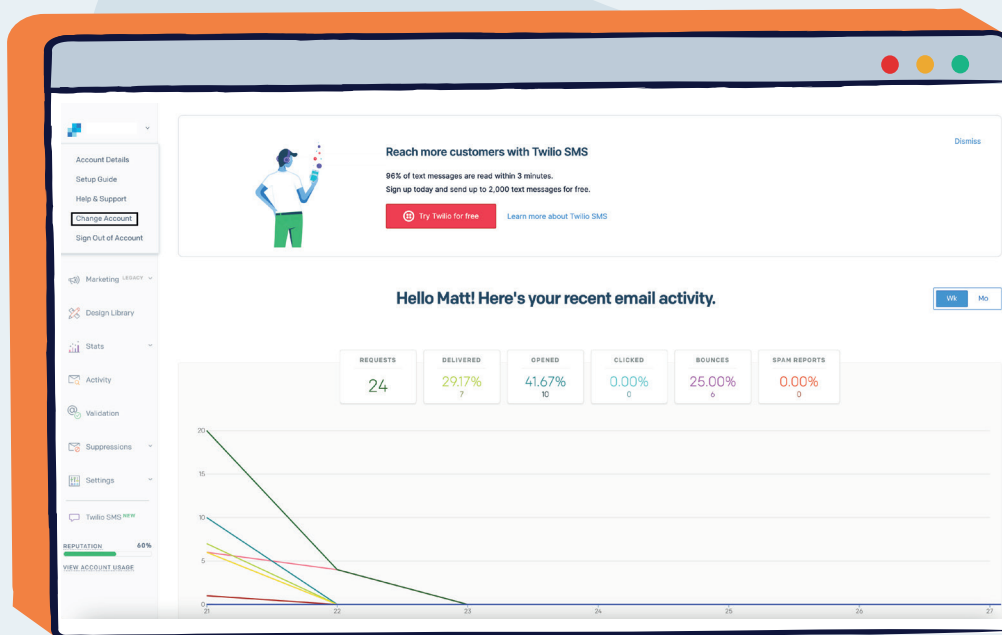 Account Details
Setup Guide
Help & Support
Change Account
Sign Out of Account
Marketing LEGACY
Design Library
Stats
Activity
Validation
Suppressions
Settings
Twilio SMS NEW
REPUTATION 60%
VIEW ACCOUNT USAGE
Dismiss
Reach more customers with Twilio SMS
96% of text messages are read within 3 minutes.
Sign up today and send up to 2,000 text messages for free.
Try Twilio for free Learn more about Twilio SMS
Hello Matt! Here's your recent email activity.
Wk Mo
REQUESTS DELIVERED OPENED CLICKED BOUNCES SPAM REPORTS
24 29.17% 41.67% 0.00% 25.00% 0.00%
7 10 0 6 0
20
15
10
5
0
21 22 23 24 25 26 27